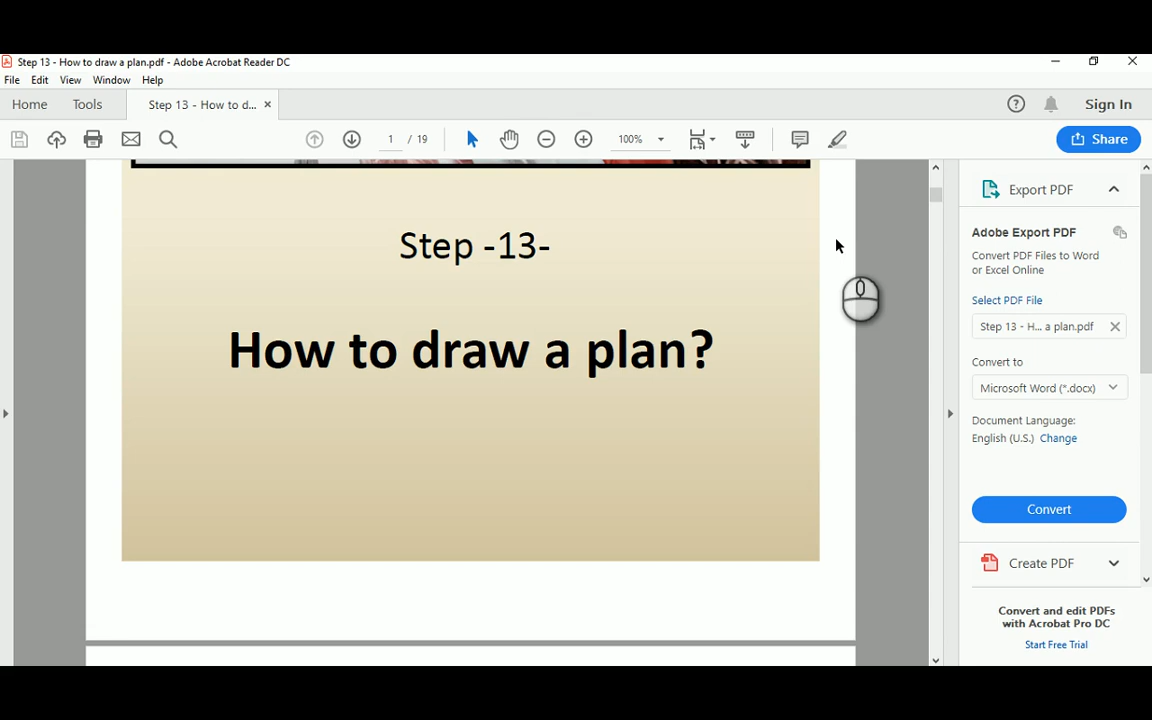 Step 13 - How to draw a plan.pdf - Adobe Acrobat Reader DC
File Edit View Window Help
Home Tools Step 13 - How to d... ×
Sign In
1 / 19
100%
Share
Step -13-
How to draw a plan?
Export PDF
Adobe Export PDF
Convert PDF Files to Word
or Excel Online
Select PDF File
Step 13 - H... a plan.pdf
Convert to
Microsoft Word (*.docx)
Document Language:
English (U.S.) Change
Convert
Create PDF
Convert and edit PDFs
with Acrobat Pro DC
Start Free Trial